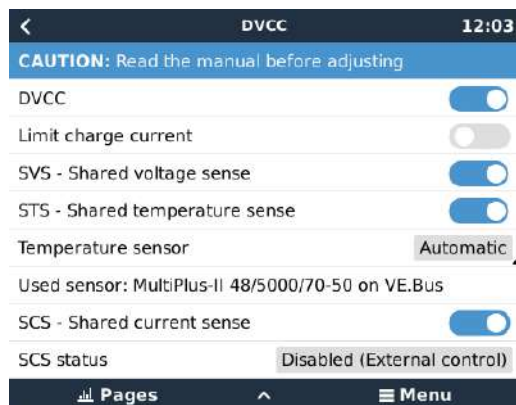 DVCC 12:03
CAUTION: Read the manual before adjusting
DVCC
Limit charge current
SVS - Shared voltage sense
STS - Shared temperature sense
Temperature sensor Automatic
Used sensor: MultiPlus-II 48/5000/70-50 on VE.Bus
SCS - Shared current sense
SCS status Disabled (External control)
Pages Menu